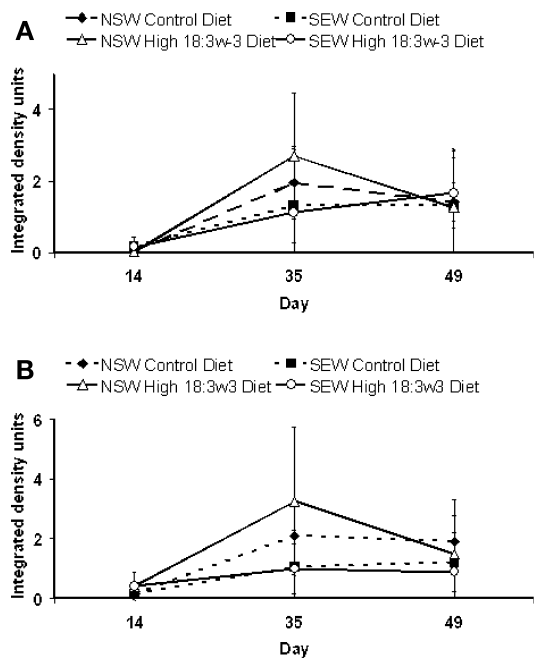 A
NSW Control Diet SEW Control Diet
NSW High 18:3w-3 Diet SEW High 18:3w-3 Diet
Integrated density units
4
2
0
14 35 49
Day
B
NSW Control Diet SEW Control Diet
NSW High 18:3w3 Diet SEW High 18:3w3 Diet
Integrated density units
6
4
2
0
14 35 49
Day